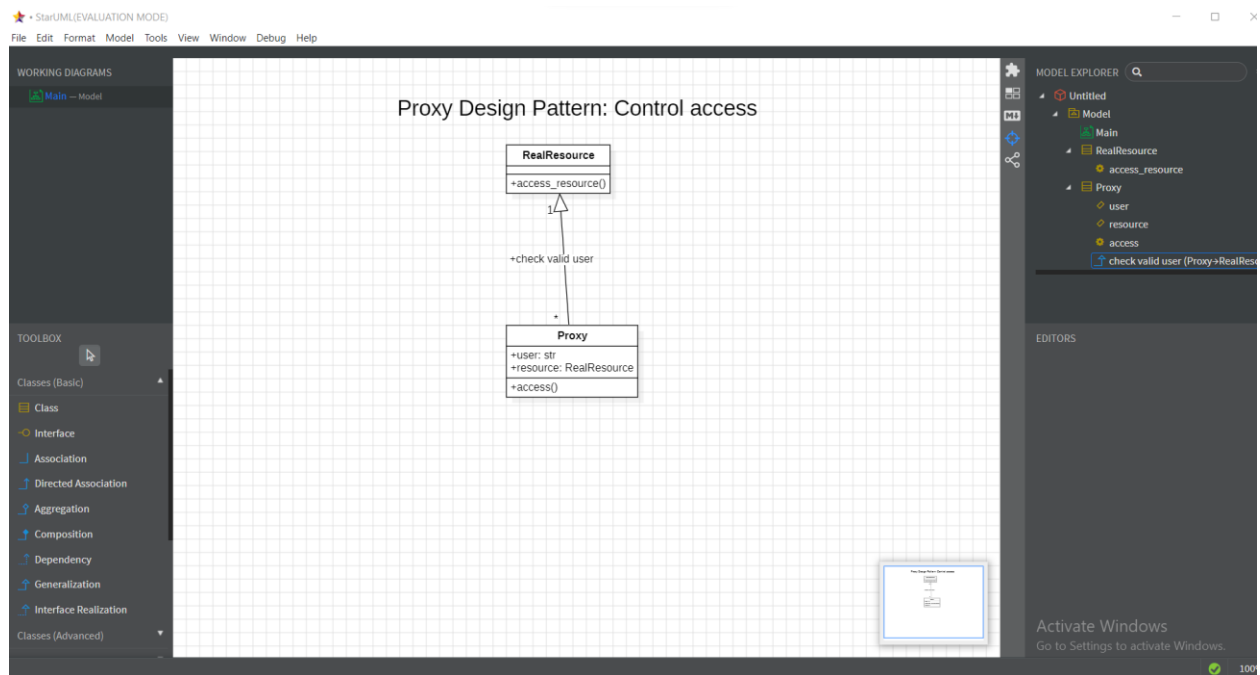 • StarUML(EVALUATION MODE)
File Edit Format Model Tools View Window Debug Help
WORKING DIAGRAMS
Main — Model
TOOLBOX
Classes (Basic)
Class
Interface
Association
Directed Association
Aggregation
Composition
Dependency
Generalization
Interface Realization
Classes (Advanced)
Proxy Design Pattern: Control access
RealResource
+access_resource()
1
+check valid user
*
Proxy
+user: str
+resource: RealResource
+access()
MODEL EXPLORER
Untitled
Model
Main
RealResource
access_resource
Proxy
user
resource
access
check valid user (Proxy→RealReso
EDITORS
Activate Windows
Go to Settings to activate Windows.
100%